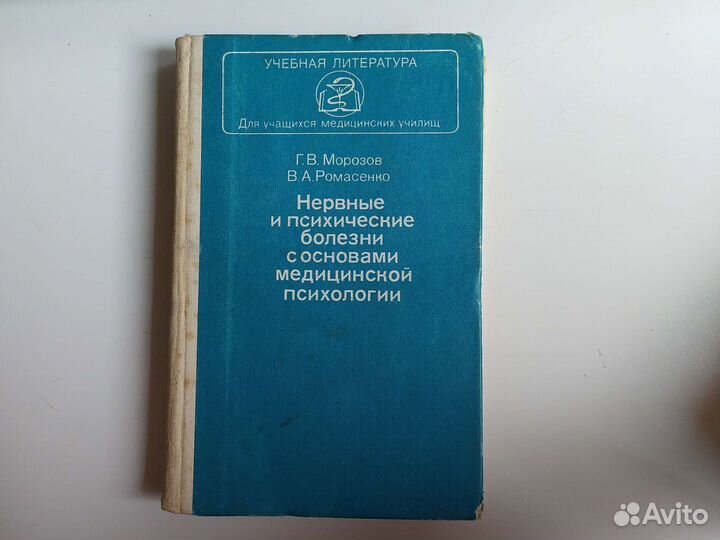 УЧЕБНАЯ ЛИТЕРАТУРА
Для учащихся медицинских училищ
Г.В.Морозов
В.А.Ромасенко
Нервные
и психические
болезни
с основами
медицинской
психологии
Avito